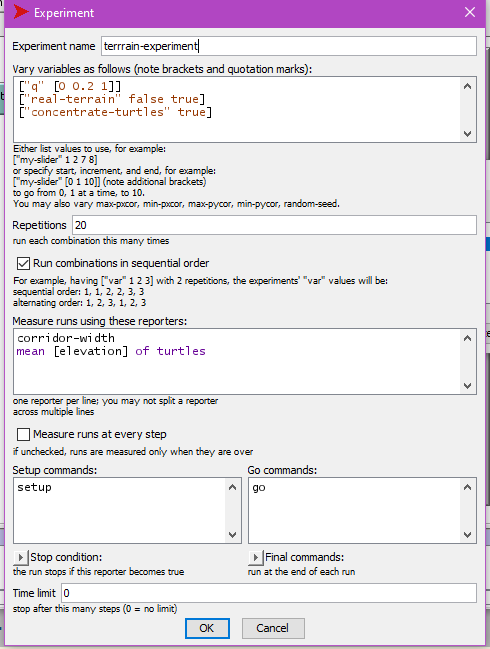 Experiment
Experiment name terrrain-experiment
Vary variables as follows (note brackets and quotation marks):
["q" [0 0.2 1]]
["real-terrain" false true]
["concentrate-turtles" true]
Either list values to use, for example:
["my-slider" 1 2 7 8]
or specify start, increment, and end, for example:
["my-slider" [0 1 10]] (note additional brackets)
to go from 0, 1 at a time, to 10.
You may also vary max-pxcor, min-pxcor, max-pycor, min-pycor, random-seed.
Repetitions 20
run each combination this many times
Run combinations in sequential order
For example, having ["var" 1 2 3] with 2 repetitions, the experiments' "var" values will be:
sequential order: 1, 1, 2, 2, 3, 3
alternating order: 1, 2, 3, 1, 2, 3
Measure runs using these reporters:
corridor-width
mean [elevation] of turtles
one reporter per line; you may not split a reporter
across multiple lines
Measure runs at every step
if unchecked, runs are measured only when they are over
Setup commands: Go commands:
setup go
Stop condition: Final commands:
the run stops if this reporter becomes true run at the end of each run
Time limit 0
stop after this many steps (0 = no limit)
OK Cancel